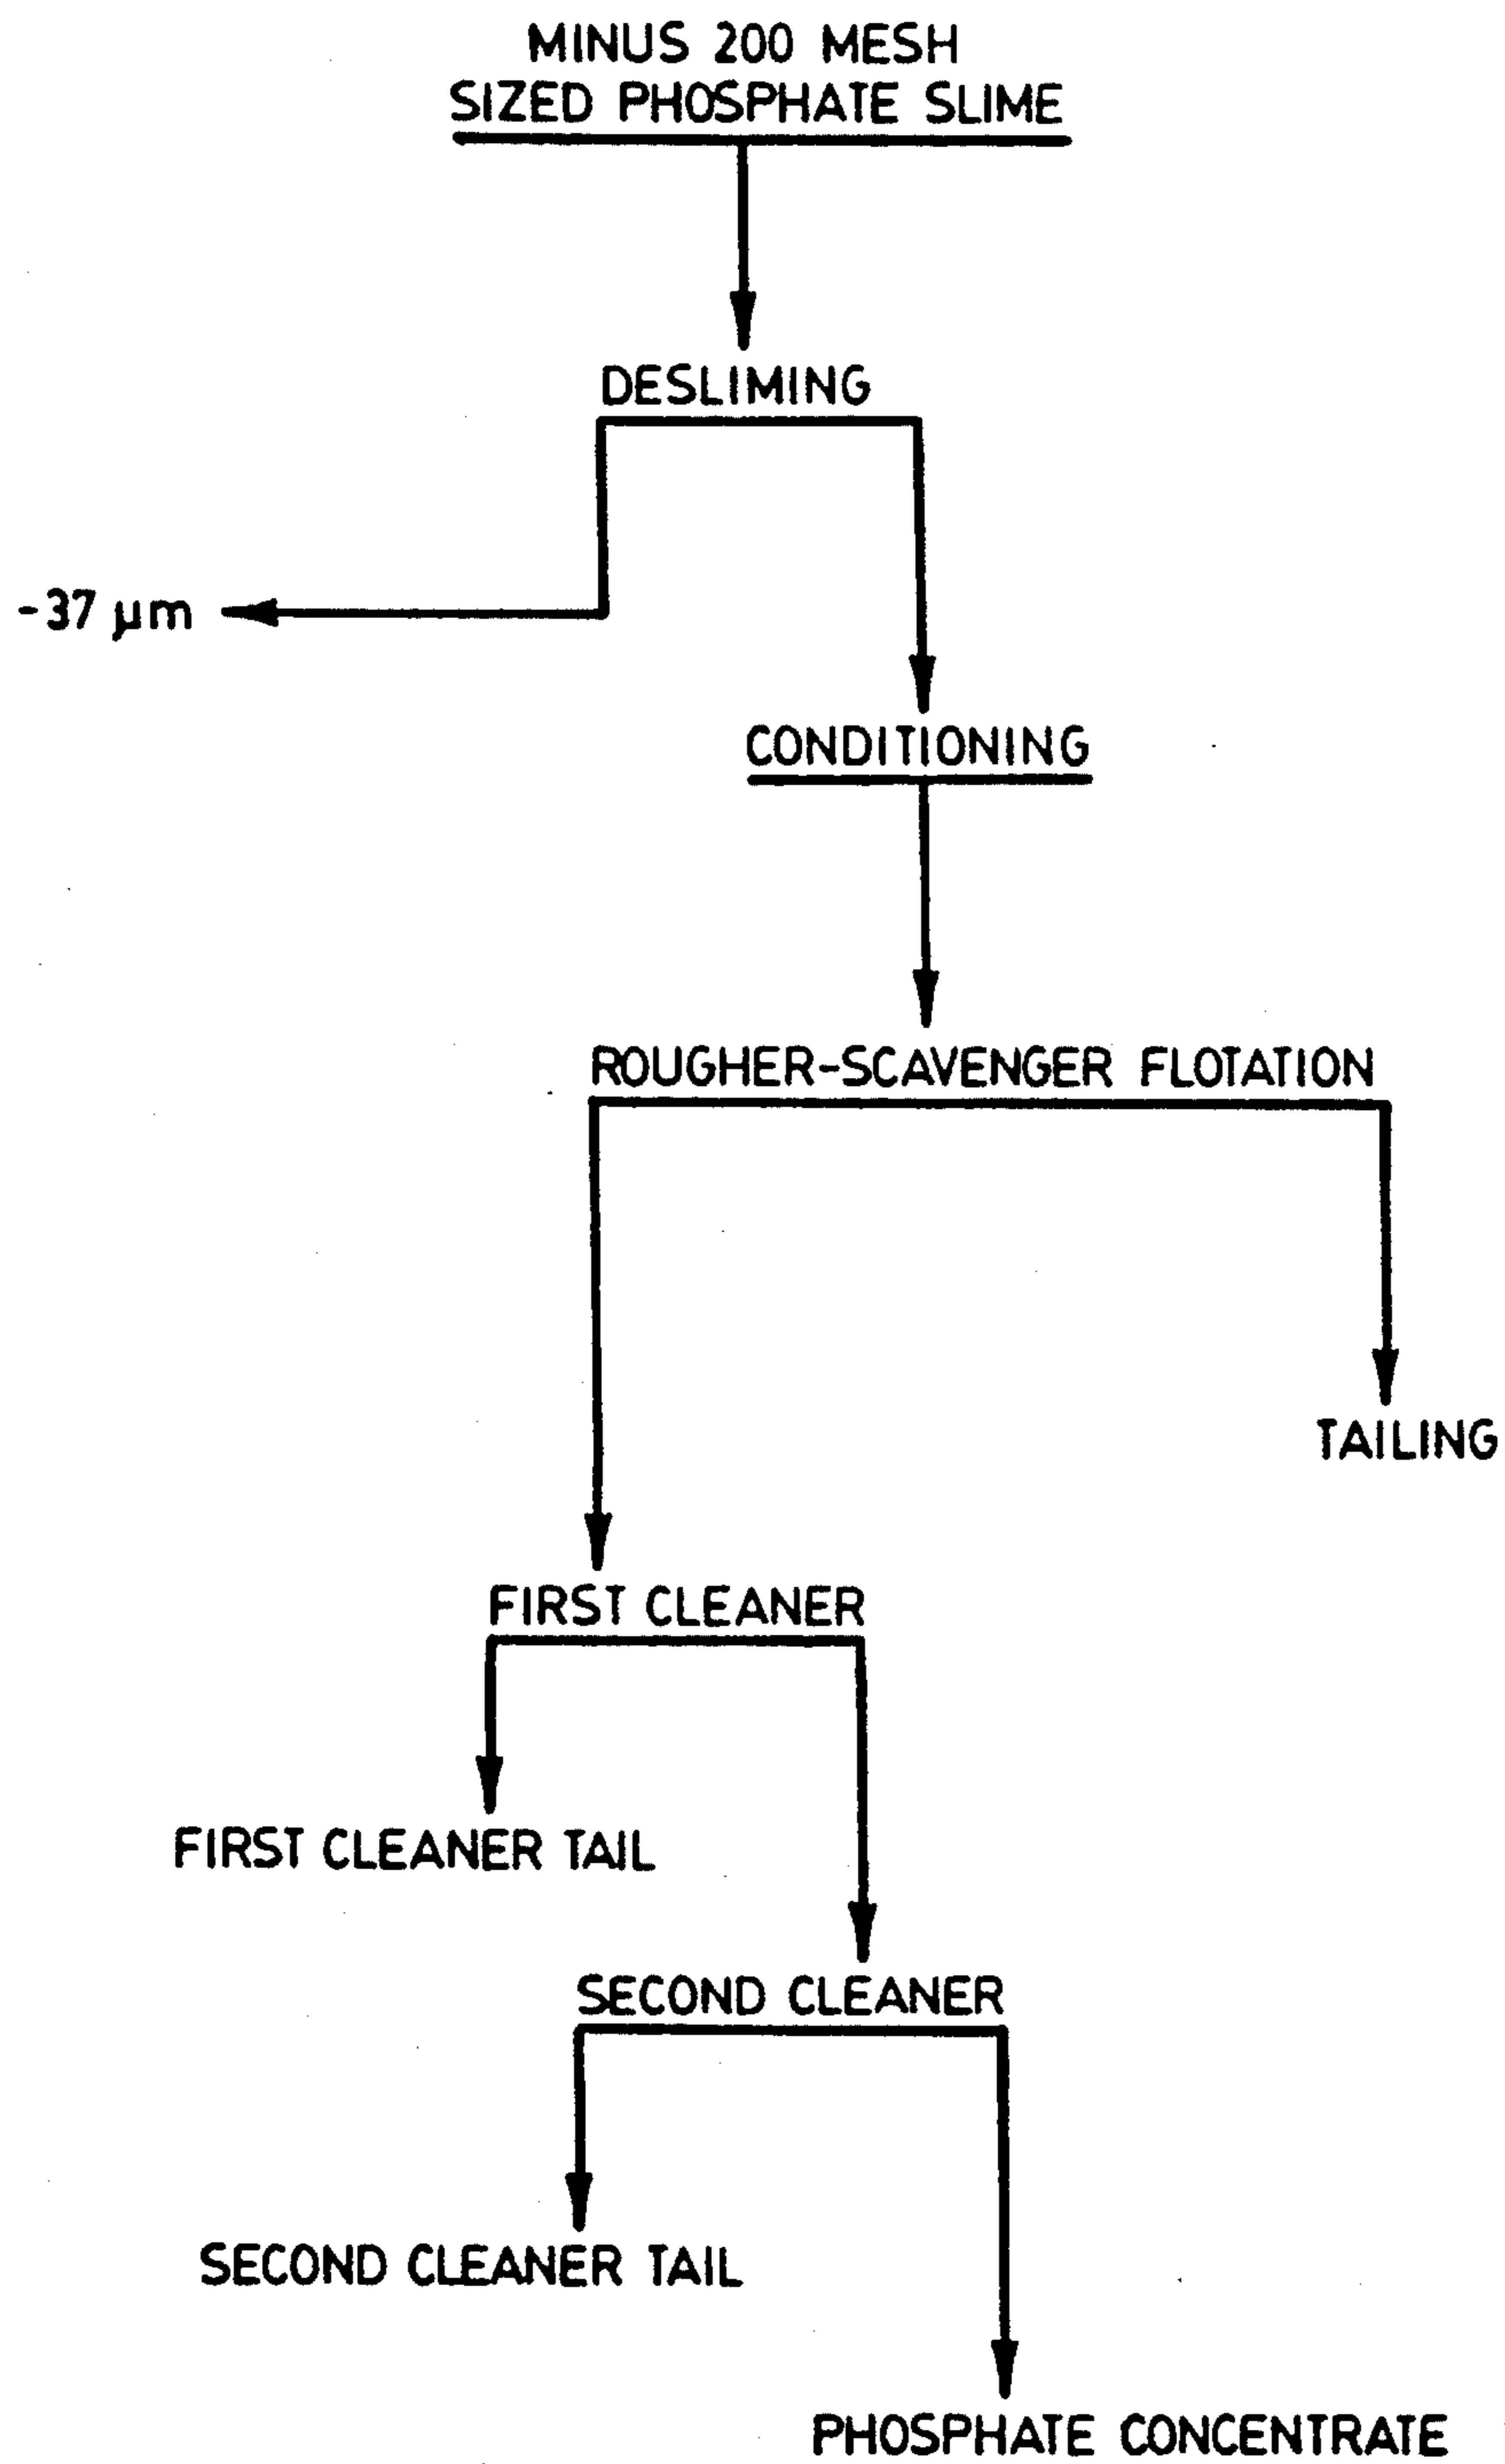 MINUS 200 MESH
SIZED PHOSPHATE SLIME
DESLIMING
-37 µm
CONDITIONING
ROUGHER-SCAVENGER FLOTATION
TAILING
FIRST CLEANER
FIRST CLEANER TAIL
SECOND CLEANER
SECOND CLEANER TAIL
PHOSPHATE CONCENTRATE